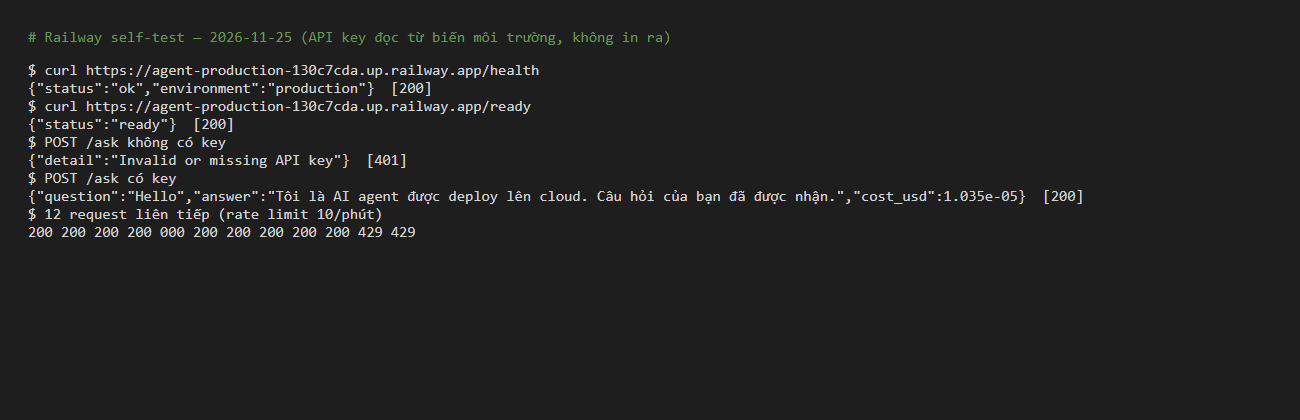 # Railway self-test — 2026-11-25 (API key đọc từ biến môi trường, không in ra)
$ curl https://agent-production-130c7cda.up.railway.app/health
{"status":"ok","environment":"production"}  [200]
$ curl https://agent-production-130c7cda.up.railway.app/ready
{"status":"ready"}  [200]
$ POST /ask không có key
{"detail":"Invalid or missing API key"}  [401]
$ POST /ask có key
{"question":"Hello","answer":"Tôi là AI agent được deploy lên cloud. Câu hỏi của bạn đã được nhận.","cost_usd":1.035e-05}  [200]
$ 12 request liên tiếp (rate limit 10/phút)
200 200 200 200 000 200 200 200 200 200 429 429